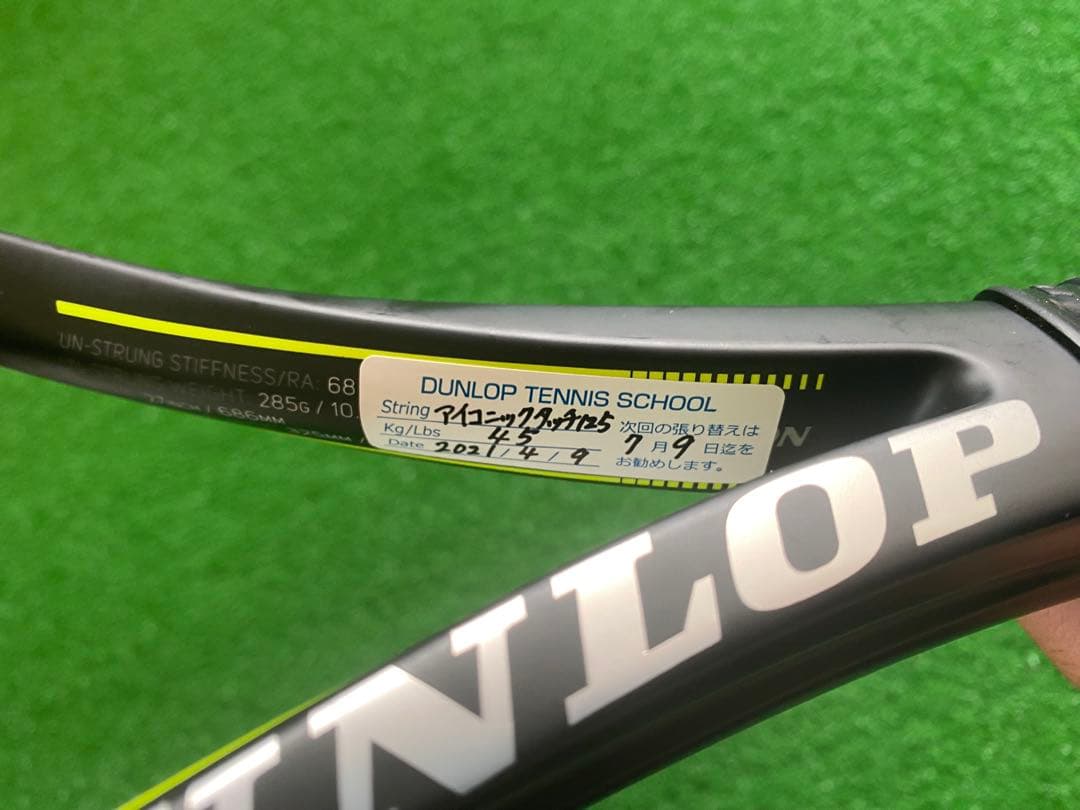 UN-STRUNG STIFFNESS/RA: 68
285G / 10.
/ 686MM
DUNLOP TENNIS SCHOOL
String アイコニックタッチ125
Kg/Lbs 45
Date 2021/4/9
次回の張り替えは
7月9日迄を
お勧めします。
NLOP